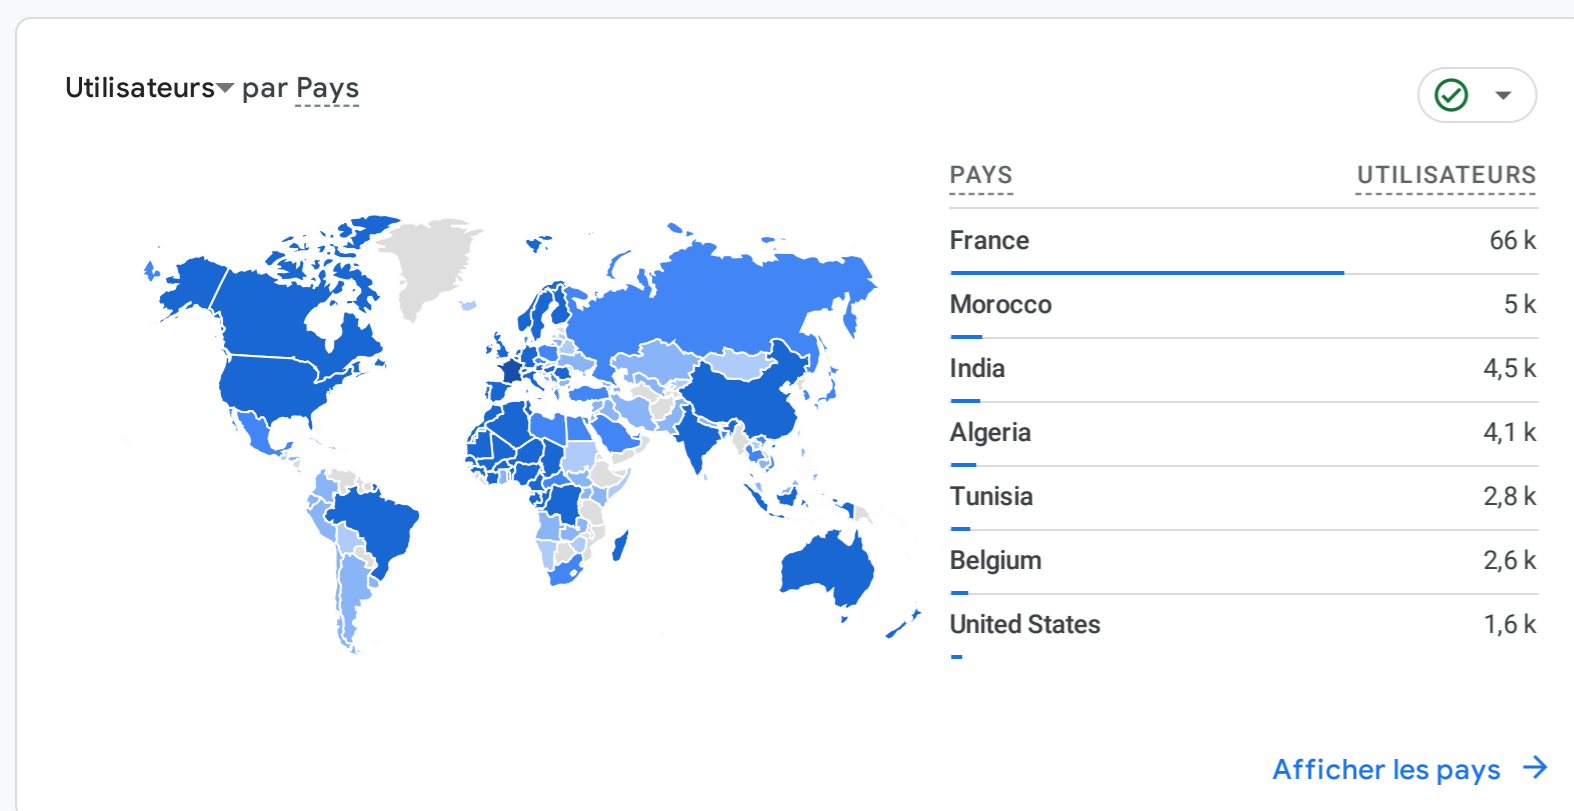 Utilisateurs par Pays
PAYS UTILISATEURS
France 66 k
Morocco 5 k
India 4,5 k
Algeria 4,1 k
Tunisia 2,8 k
Belgium 2,6 k
United States 1,6 k
Afficher les pays